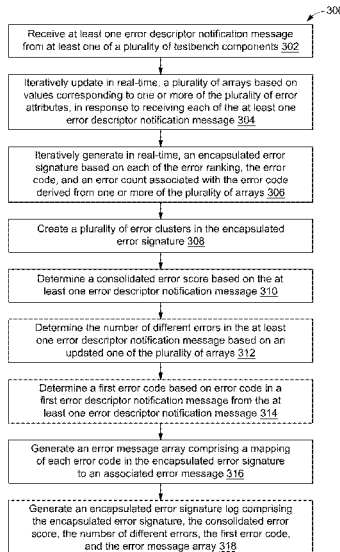 300
Receive at least one error descriptor notification message
from at least one of a plurality of testbench components 302
Iteratively update in real-time, a plurality of arrays based on
values corresponding to one or more of the plurality of error
attributes, in response to receiving each of the at least one
error descriptor notification message 304
Iteratively generate in real-time, an encapsulated error
signature based on each of the error ranking, the error
code, and an error count associated with the error code
derived from one or more of the plurality of arrays 306
Create a plurality of error clusters in the encapsulated
error signature 308
Determine a consolidated error score based on the at
least one error descriptor notification message 310
Determine the number of different errors in the at least
one error descriptor notification message based on an
updated one of the plurality of arrays 312
Determine a first error code based on error code in a
first error descriptor notification message from the at
least one error descriptor notification message 314
Generate an error message array comprising a mapping
of each error code in the encapsulated error signature
to an associated error message 316
Generate an encapsulated error signature log comprising
the encapsulated error signature, the consolidated error
score, the number of different errors, the first error code,
and the error message array 318